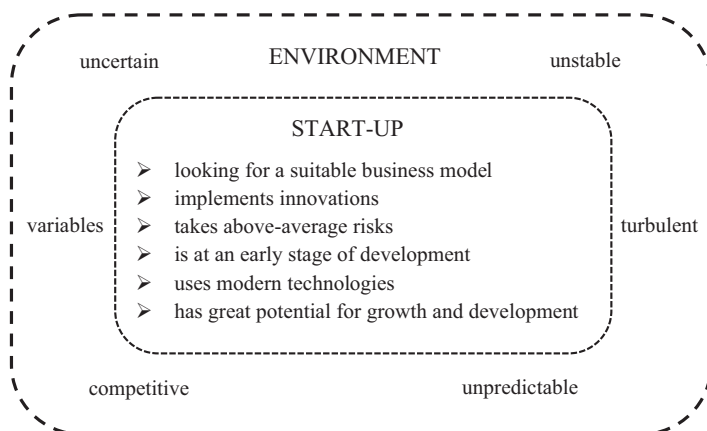 uncertain ENVIRONMENT unstable
START-UP
➢ looking for a suitable business model
➢ implements innovations
variables ➢ takes above-average risks turbulent
➢ is at an early stage of development
➢ uses modern technologies
➢ has great potential for growth and development
competitive unpredictable